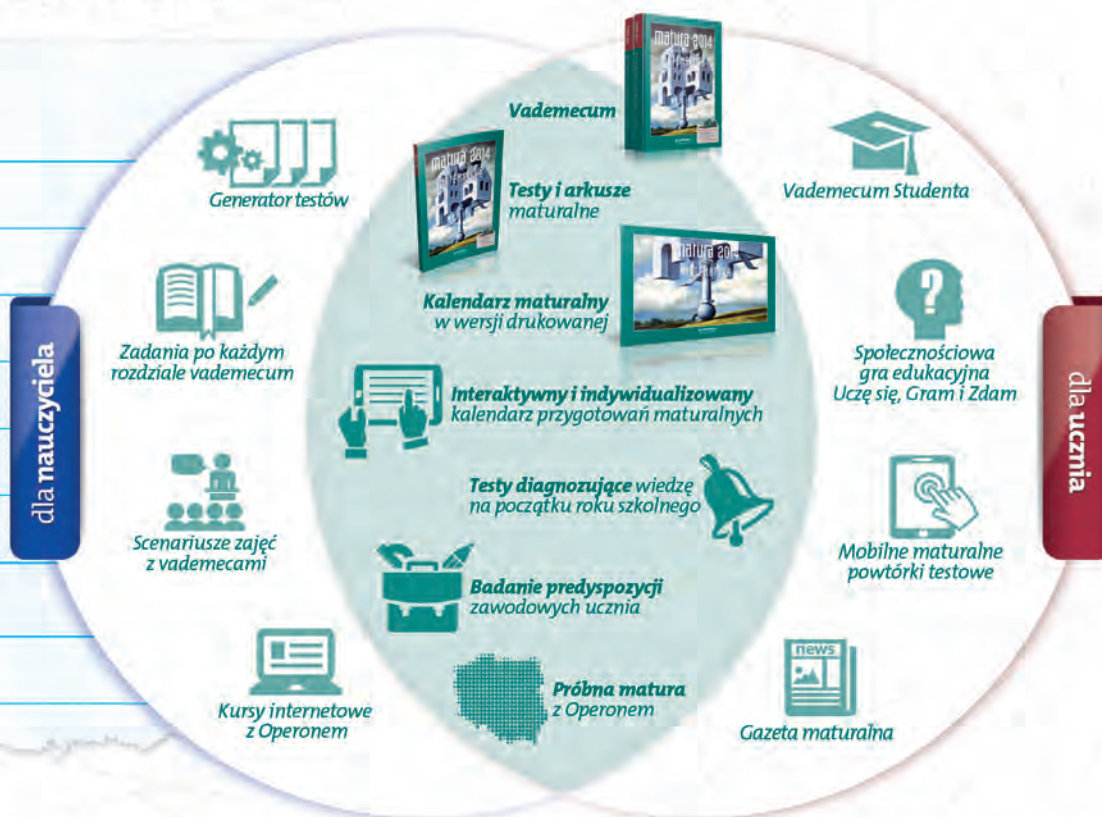 dla nauczyciela
Generator testów
Zadania po każdym
rozdziale vademecum
Scenariusze zajęć
z vademecami
Kursy internetowe
z Operonem
Vademecum
matura 2014
Testy i arkusze
maturalne
matura 2014
Kalendarz maturalny
w wersji drukowanej
matura 2014
Interaktywny i indywidualizowany
kalendarz przygotowań maturalnych
Testy diagnozujące wiedzę
na początku roku szkolnego
Badanie predyspozycji
zawodowych ucznia
Próbna matura
z Operonem
Vademecum Studenta
?
Społecznościowa
gra edukacyjna
Uczę się, Gram i Zdam
Mobilne maturalne
powtórki testowe
news
Gazeta maturalna
dla ucznia